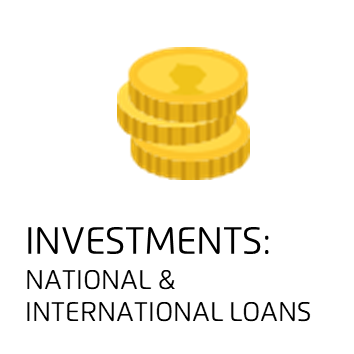 INVESTMENTS:
NATIONAL &
INTERNATIONAL LOANS